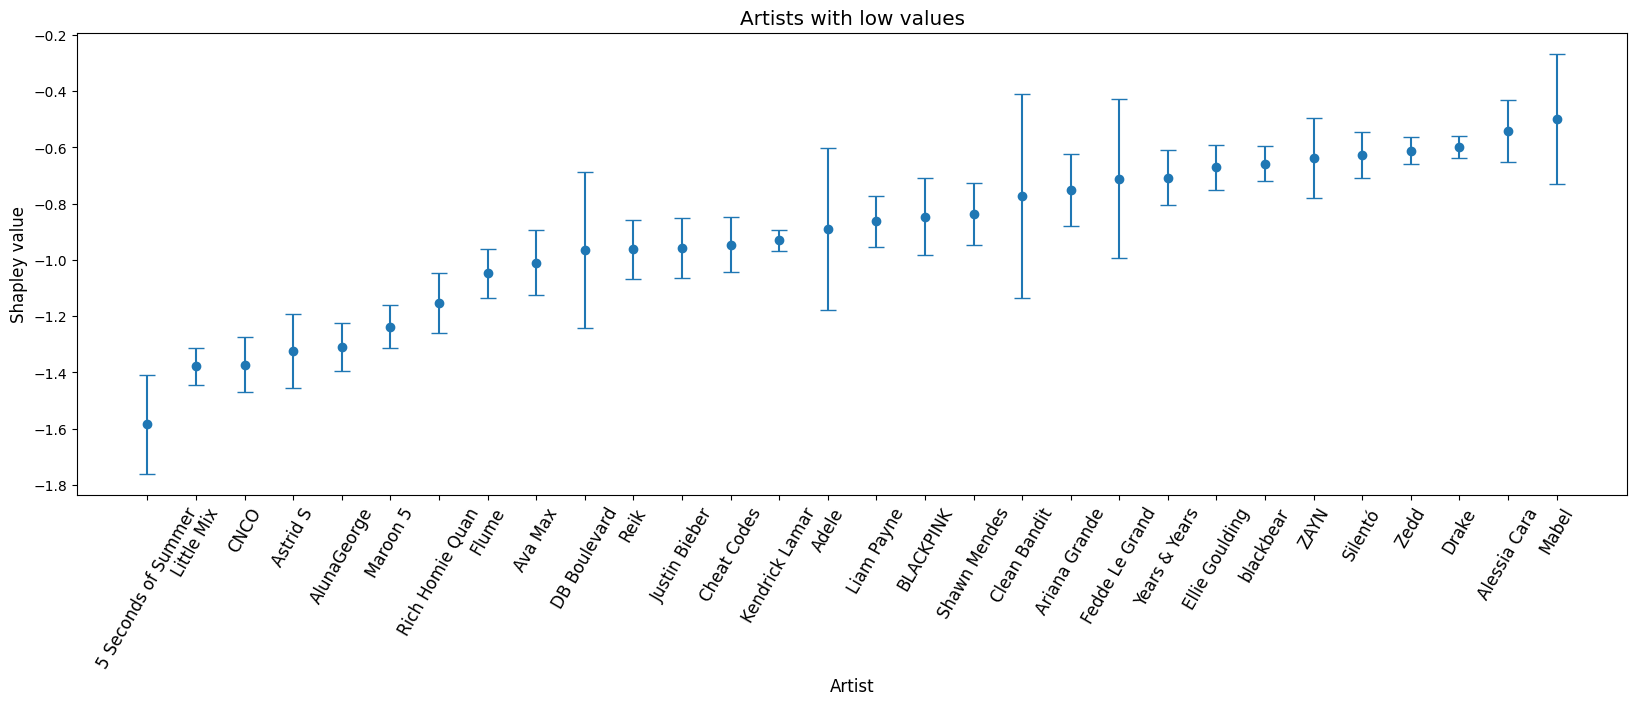 Artists with low values
Shapley value
−0.2
−0.4
−0.6
−0.8
−1.0
−1.2
−1.4
−1.6
−1.8
5 Seconds of Summer
Little Mix
CNCO
Astrid S
AlunaGeorge
Maroon 5
Rich Homie Quan
Flume
Ava Max
DB Boulevard
Reik
Justin Bieber
Cheat Codes
Kendrick Lamar
Adele
Liam Payne
BLACKPINK
Shawn Mendes
Clean Bandit
Ariana Grande
Fedde Le Grand
Years & Years
Ellie Goulding
blackbear
ZAYN
Silentó
Zedd
Drake
Alessia Cara
Mabel
Artist